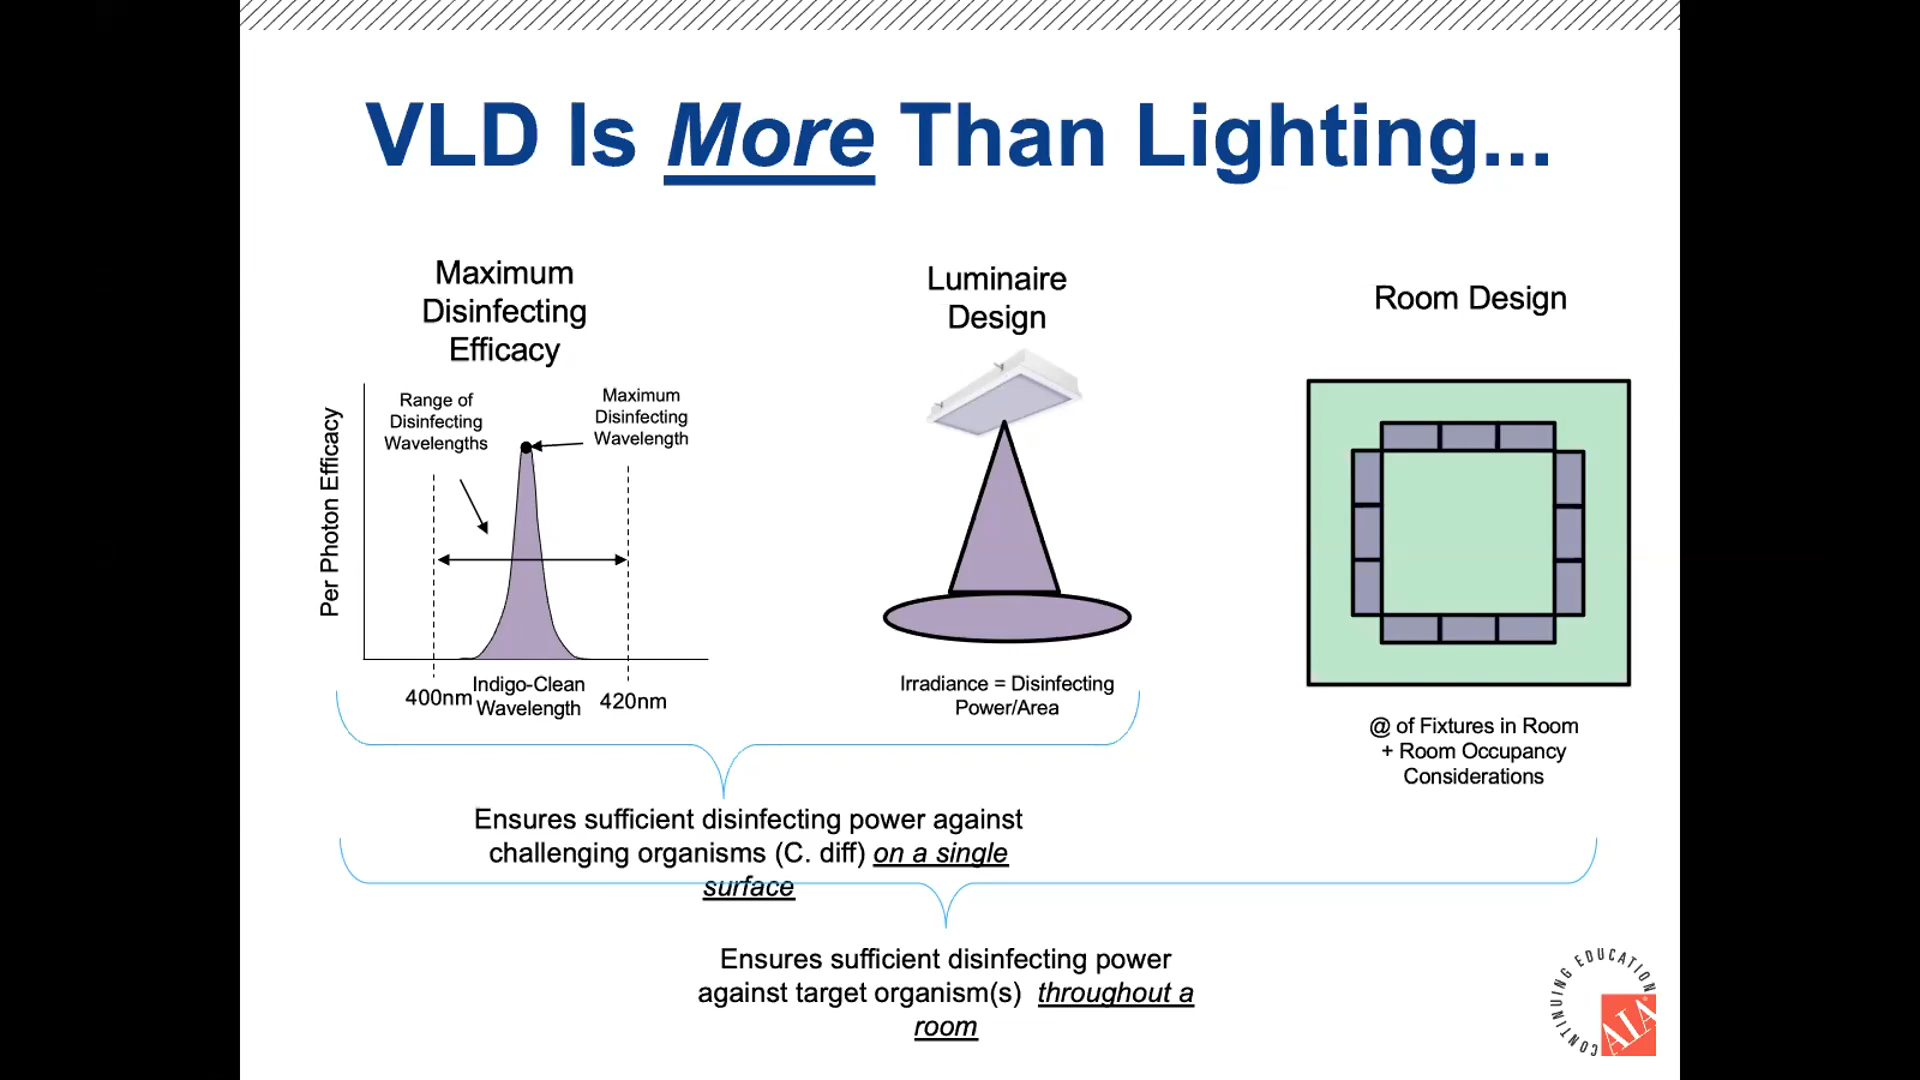 VLD Is More Than Lighting...
Maximum
Disinfecting
Efficacy
Range of
Disinfecting
Wavelengths
Maximum
Disinfecting
Wavelength
Per Photon Efficacy
400nm
Indigo-Clean
Wavelength
420nm
Luminaire
Design
Irradiance = Disinfecting
Power/Area
Room Design
@ of Fixtures in Room
+ Room Occupancy
Considerations
Ensures sufficient disinfecting power against
challenging organisms (C. diff) on a single
surface
Ensures sufficient disinfecting power
against target organism(s) throughout a
room
CONTINUING EDUCATION
AIA